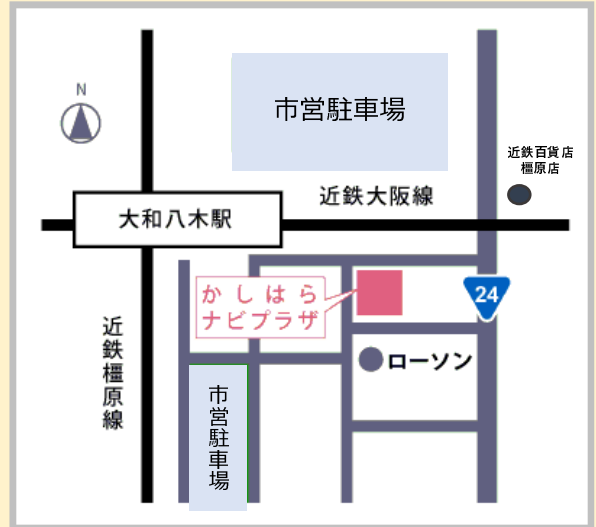 N
市営駐車場
近鉄百貨店
橿原店
近鉄大阪線
大和八木駅
かしはら
ナビプラザ
24
近鉄橿原線
ローソン
市営駐車場